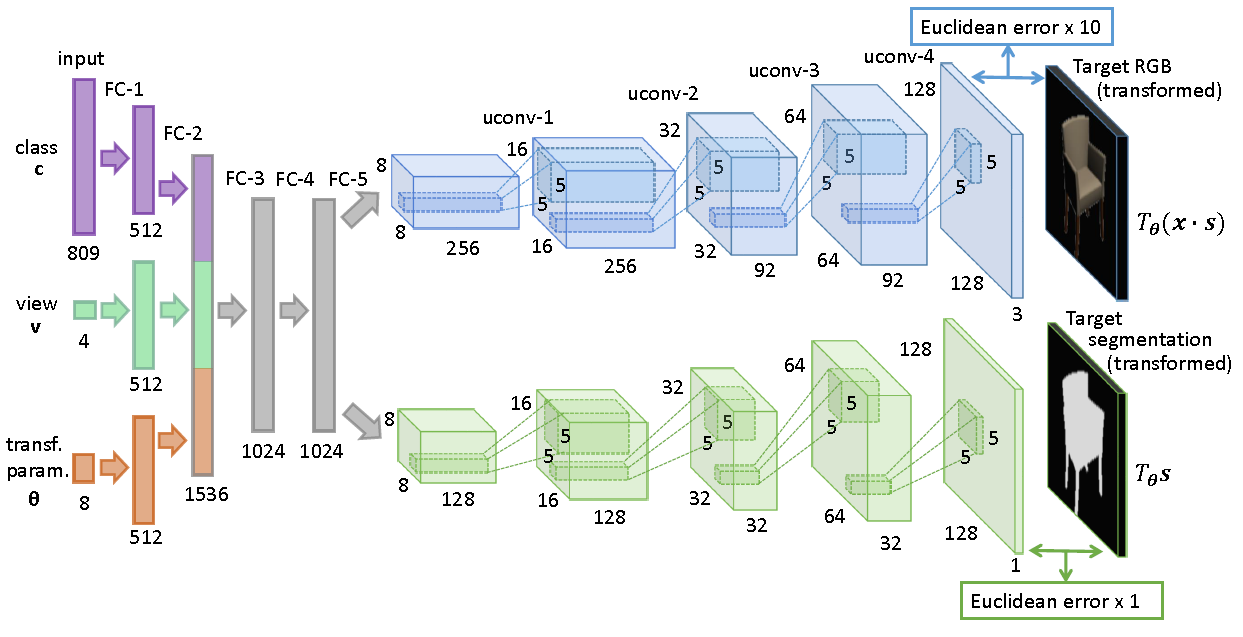 input
FC-1
FC-2
class
c
809
512
view
v
4
512
transf.
param.
θ
8
512
1536
FC-3
FC-4
FC-5
1024
1024
8
8
256
uconv-1
16
5
5
16
256
uconv-2
32
5
5
32
92
uconv-3
64
5
5
64
92
uconv-4
128
5
5
128
3
Euclidean error x 10
Target RGB
(transformed)
Tθ(x · s)
8
8
128
16
5
5
16
128
32
5
5
32
32
64
5
5
64
32
128
5
5
128
1
Target
segmentation
(transformed)
Tθs
Euclidean error x 1